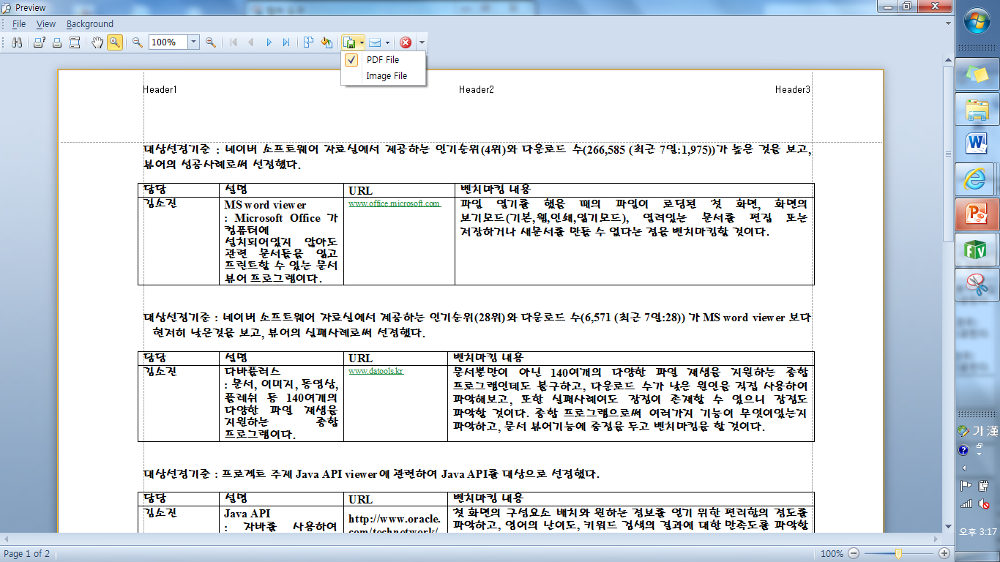 Preview
File View Background
100%
PDF File
Image File
Header1 Header2 Header3
대상선정기준 : 네이버 소프트웨어 자료실에서 제공하는 인기순위(4위)와 다운로드 수(266,585 (최근 7일:1,975))가 높은 것을 보고,
뷰어의 성공사례로써 선정했다.
담당 설명 URL 벤치마킹 내용
김소진
MS word viewer
: Microsoft Office 가
컴퓨터에
설치되어있지 않아도
관련 문서들을 읽고
프린트할 수 있는 문서
뷰어 프로그램이다.
www.office.microsoft.com
파일 열기를 했을 때의 파일이 로딩된 첫 화면, 화면의
보기모드(기본,웹,인쇄,읽기모드), 열려있는 문서를 편집 또는
저장하거나 새문서를 만들 수 없다는 점을 벤치마킹할 것이다.
대상선정기준 : 네이버 소프트웨어 자료실에서 제공하는 인기순위(28위)와 다운로드 수(6,571 (최근 7일:28)) 가 MS word viewer 보다
현저히 낮은것을 보고, 뷰어의 실패사례로써 선정했다.
담당 설명 URL 벤치마킹 내용
김소진
다바플러스
: 문서, 이미지, 동영상,
플레쉬 등 140여개의
다양한 파일 재생을
지원하는 종합
프로그램이다.
www.datools.kr
문서뿐만이 아닌 140여개의 다양한 파일 재생을 지원하는 종합
프로그램인데도 불구하고, 다운로드 수가 낮은 원인을 직접 사용하여
파악해보고, 또한 실패사례여도 장점이 존재할 수 있으니 장점도
파악할 것이다. 종합 프로그램으로써 여러가지 기능이 무엇이있는지
파악하고, 문서 뷰어기능에 중점을 두고 벤치마킹을 할 것이다.
대상선정기준 : 프로젝트 주제 Java API viewer에 관련하여 Java API를 대상으로 선정했다.
담당 설명 URL 벤치마킹 내용
김소진
Java API
: 자바를 사용하여
http://www.oracle.
com/technetwork/
첫 화면의 구성요소 배치와 원하는 정보를 얻기 위한 편리함의 정도를
파악하고, 영어의 난이도, 키워드 검색의 결과에 대한 만족도를 파악할
Page 1 of 2
100%
가 漢
오후 3:17